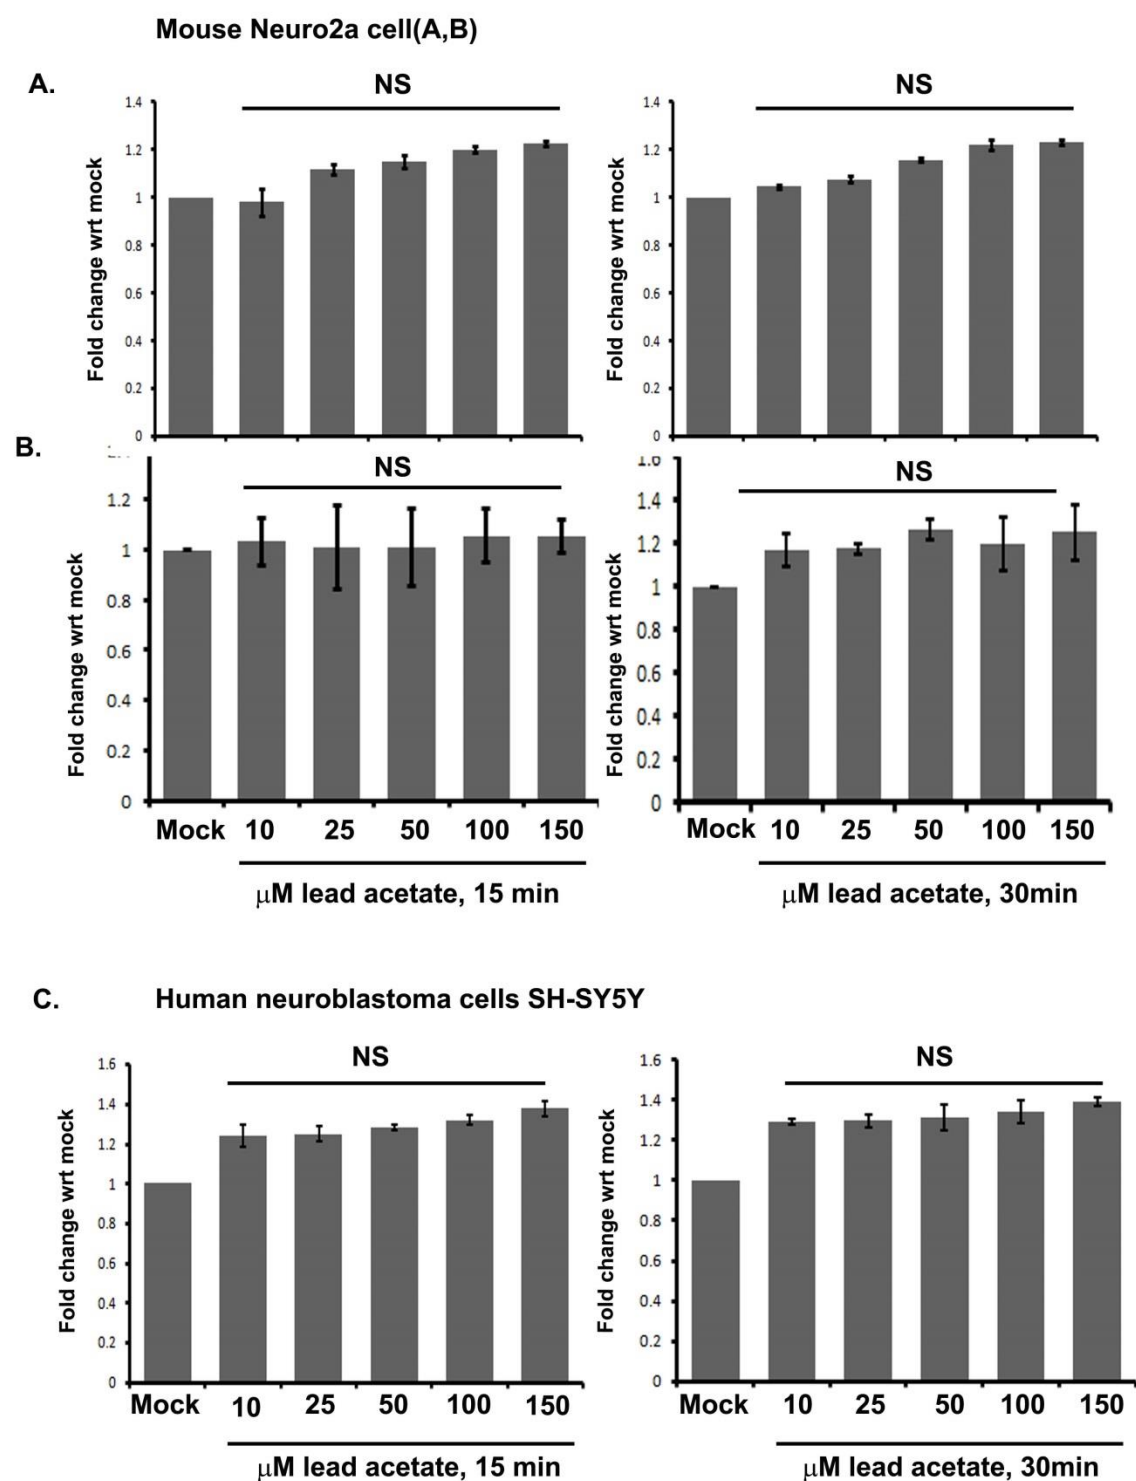 Mouse Neuro2a cell(A,B)
A.
NS
Fold change wrt mock
1.4
1.2
1
0.8
0.6
0.4
0.2
0
NS
Fold change wrt mock
1.4
1.2
1
0.8
0.6
0.4
0.2
0
B.
NS
Fold change wrt mock
1.2
1
0.8
0.6
0.4
0.2
0
Mock 10 25 50 100 150
μM lead acetate, 15 min
NS
Fold change wrt mock
1.6
1.4
1.2
1
0.8
0.6
0.4
0.2
0
Mock 10 25 50 100 150
μM lead acetate, 30min
C. Human neuroblastoma cells SH-SY5Y
NS
Fold change wrt mock
1.6
1.4
1.2
1
0.8
0.6
0.4
0.2
0
Mock 10 25 50 100 150
μM lead acetate, 15 min
NS
Fold change wrt mock
1.6
1.4
1.2
1
0.8
0.6
0.4
0.2
0
Mock 10 25 50 100 150
μM lead acetate, 30min